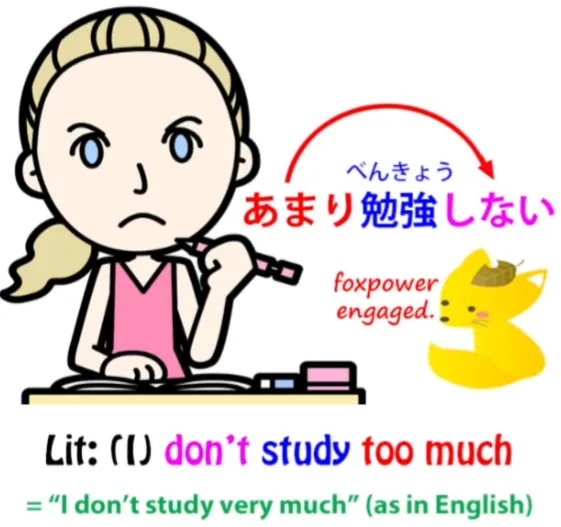 べんきょう
あまり勉強しない
foxpower
engaged.
Lit: (I) don't study too much
= “I don’t study very much” (as in English)